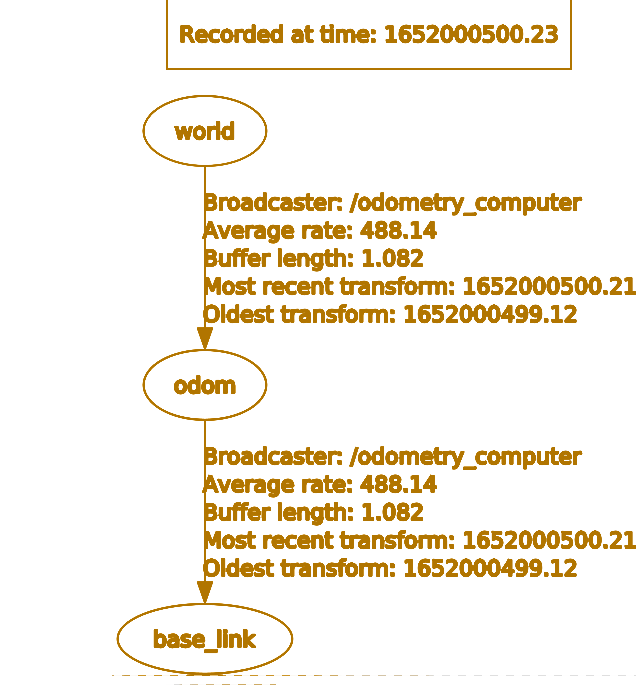 Recorded at time: 1652000500.23
world
Broadcaster: /odometry_computer
Average rate: 488.14
Buffer length: 1.082
Most recent transform: 1652000500.21
Oldest transform: 1652000499.12
odom
Broadcaster: /odometry_computer
Average rate: 488.14
Buffer length: 1.082
Most recent transform: 1652000500.21
Oldest transform: 1652000499.12
base_link